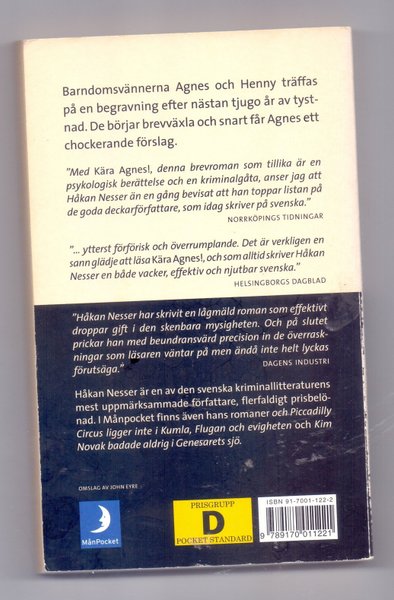 Barndomsvännerna Agnes och Henny träffas
på en begravning efter nästan tjugo år av tyst-
nad. De börjar brevväxla och snart får Agnes ett
chockerande förslag.
"Med Kära Agnes!, denna brevroman som tillika är en
psykologisk berättelse och en kriminalgåta, anser jag att
Håkan Nesser än en gång bevisat att han toppar listan på
de goda deckarförfattare, som idag skriver på svenska."
NORRKÖPINGS TIDNINGAR
"... ytterst förförisk och överrumplande. Det är verkligen en
sann glädje att läsa Kära Agnes!, och som alltid skriver Håkan
Nesser en både vacker, effektiv och njutbar svenska."
HELSINGBORGS DAGBLAD
"Håkan Nesser har skrivit en lågmäld roman som effektivt
droppar gift i den skenbara mysigheten. Och på slutet
prickar han med beundransvärd precision in de överrask-
ningar som läsaren väntar på men ändå inte helt lyckas
förutsäga."
DAGENS INDUSTRI
Håkan Nesser är en av den svenska kriminallitteraturens
mest uppmärksammade författare, flerfaldigt prisbelö-
nad. I Månpocket finns även hans romaner och Piccadilly
Circus ligger inte i Kumla, Flugan och evigheten och Kim
Novak badade aldrig i Genesarets sjö.
OMSLAG AV JOHN EYRE
MånPocket
PRISGRUPP
D
POCKET STANDARD
ISBN 91-7001-122-2
9 789170 011221